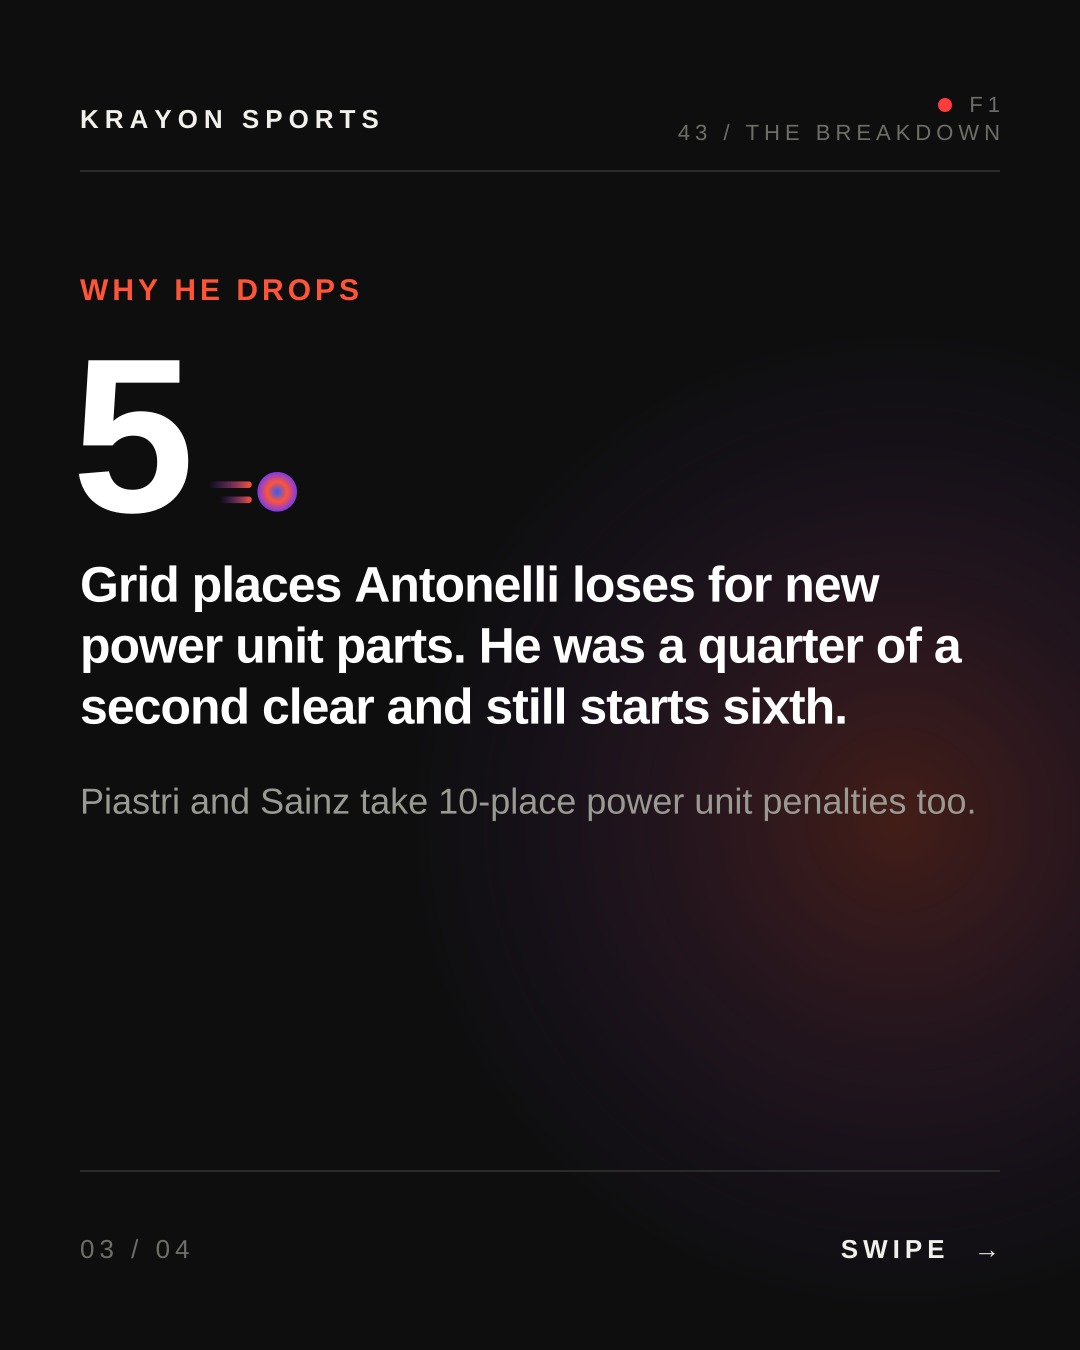 KRAYON SPORTS
F1
43 / THE BREAKDOWN
WHY HE DROPS
5
Grid places Antonelli loses for new
power unit parts. He was a quarter of a
second clear and still starts sixth.
Piastri and Sainz take 10-place power unit penalties too.
03 / 04
SWIPE →